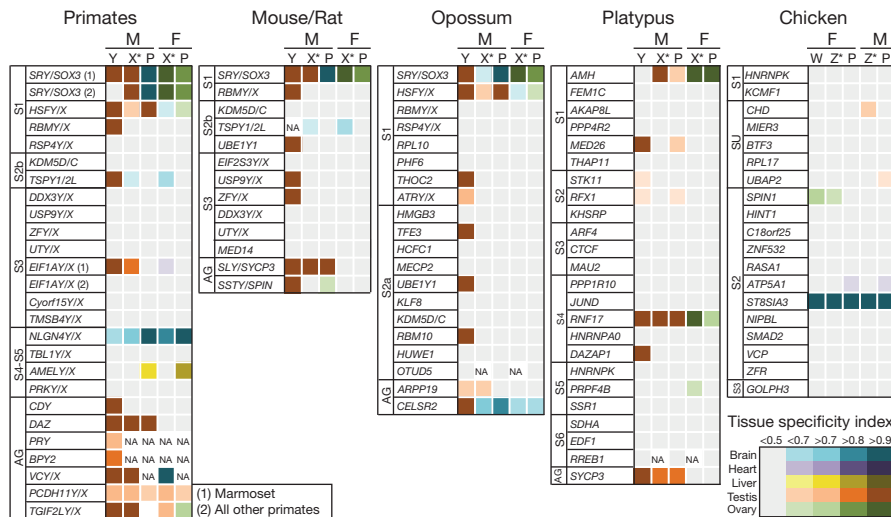 Primates
M F
Y X* P X* P
S1
SRY/SOX3 (1)
SRY/SOX3 (2)
HSFY/X
RBMY/X
RSP4Y/X
S2b
KDM5D/C
TSPY1/2L
S3
DDX3Y/X
USP9Y/X
ZFY/X
UTY/X
EIF1AY/X (1)
EIF1AY/X (2)
Cyorf15Y/X
TMSB4Y/X
S4-S5
NLGN4Y/X
TBL1Y/X
AMELY/X
PRKY/X
AG
CDY
DAZ
PRY NA NA NA NA
BPY2 NA NA NA NA
VCY/X NA NA
PCDH11Y/X
TGIF2LY/X
(1) Marmoset
(2) All other primates
Mouse/Rat
M F
Y X* P X* P
S1
SRY/SOX3
RBMY/X
S2b
KDM5D/C
TSPY1/2L NA
UBE1Y1
S3
EIF2S3Y/X
USP9Y/X
ZFY/X
DDX3Y/X
UTY/X
MED14
AG
SLY/SYCP3
SSTY/SPIN
Opossum
M F
Y X* P X* P
S1
SRY/SOX3
HSFY/X
RBMY/X
RSP4Y/X
RPL10
PHF6
THOC2
ATRY/X
S2a
HMGB3
TFE3
HCFC1
MECP2
UBE1Y1
KLF8
KDM5D/C
RBM10
HUWE1
OTUD5 NA NA
AG
ARPP19
CELSR2
Platypus
M F
Y X* P X* P
S1
AMH
FEM1C
AKAP8L
PPP4R2
MED26
THAP11
S2
STK11
RFX1
KHSRP
S3
ARF4
CTCF
MAU2
S4
PPP1R10
JUND
RNF17
HNRNPA0
DAZAP1
S5
HNRNPK
PRPF4B
SSR1
S6
SDHA
EDF1
RREB1 NA NA
AG
SYCP3
Chicken
F M
W Z* P Z* P
S1
HNRNPK
KCMF1
SU
CHD
MIER3
BTF3
RPL17
UBAP2
S2
SPIN1
HINT1
C18orf25
ZNF532
RASA1
ATP5A1
ST8SIA3
NIPBL
SMAD2
VCP
ZFR
S3
GOLPH3
Tissue specificity index
<0.5 <0.7 >0.7 >0.8 >0.9
Brain
Heart
Liver
Testis
Ovary